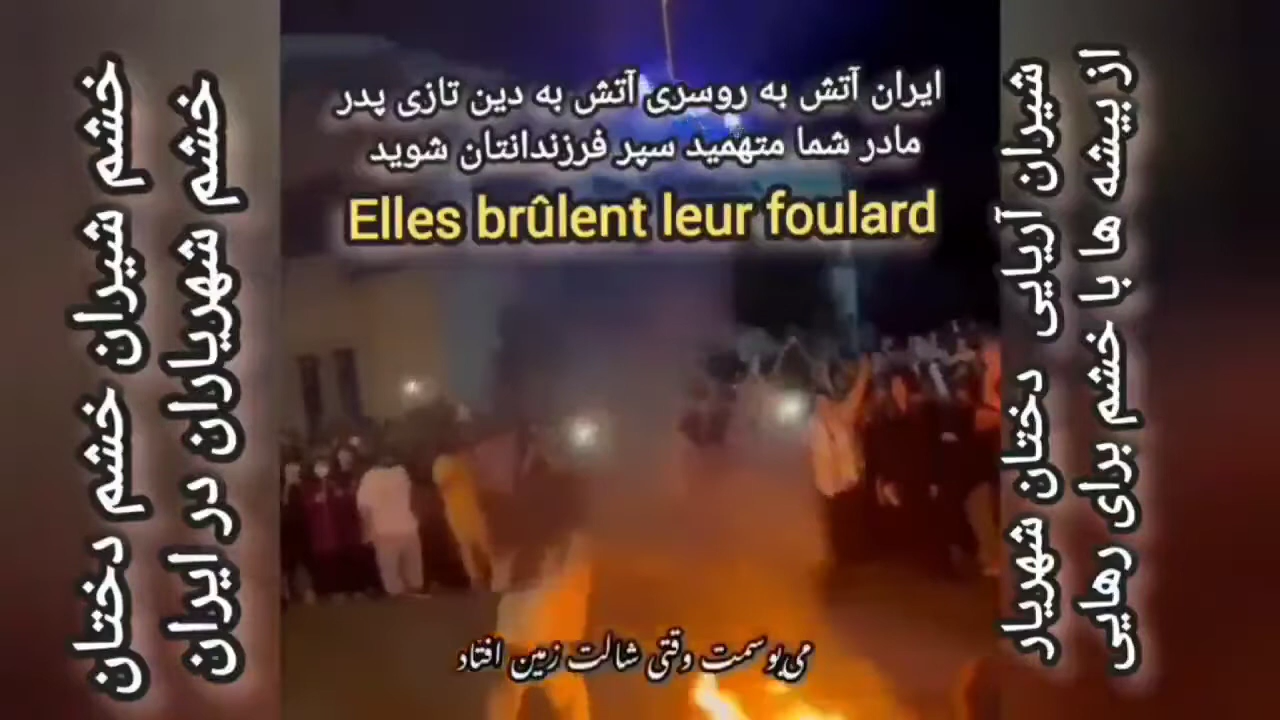 ایران آتش به روسری آتش به دین تازی پدر
مادر شما متهمید سپر فرزندانتان شوید
Elles brûlent leur foulard
خشم شیران خشم دختان
خشم شهریاران در ایران
شیران آریایی دختان شهریار
از بیشه ها با خشم برای رهایی
می‌بوسمت وقتی شالت زمین افتاد